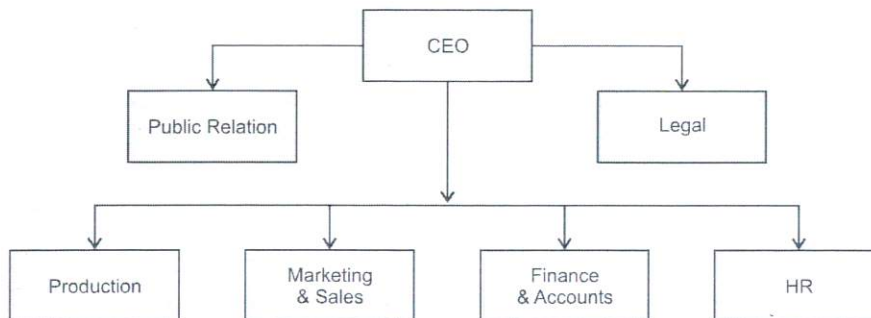 CEO
Public Relation
Legal
Production
Marketing
& Sales
Finance
& Accounts
HR